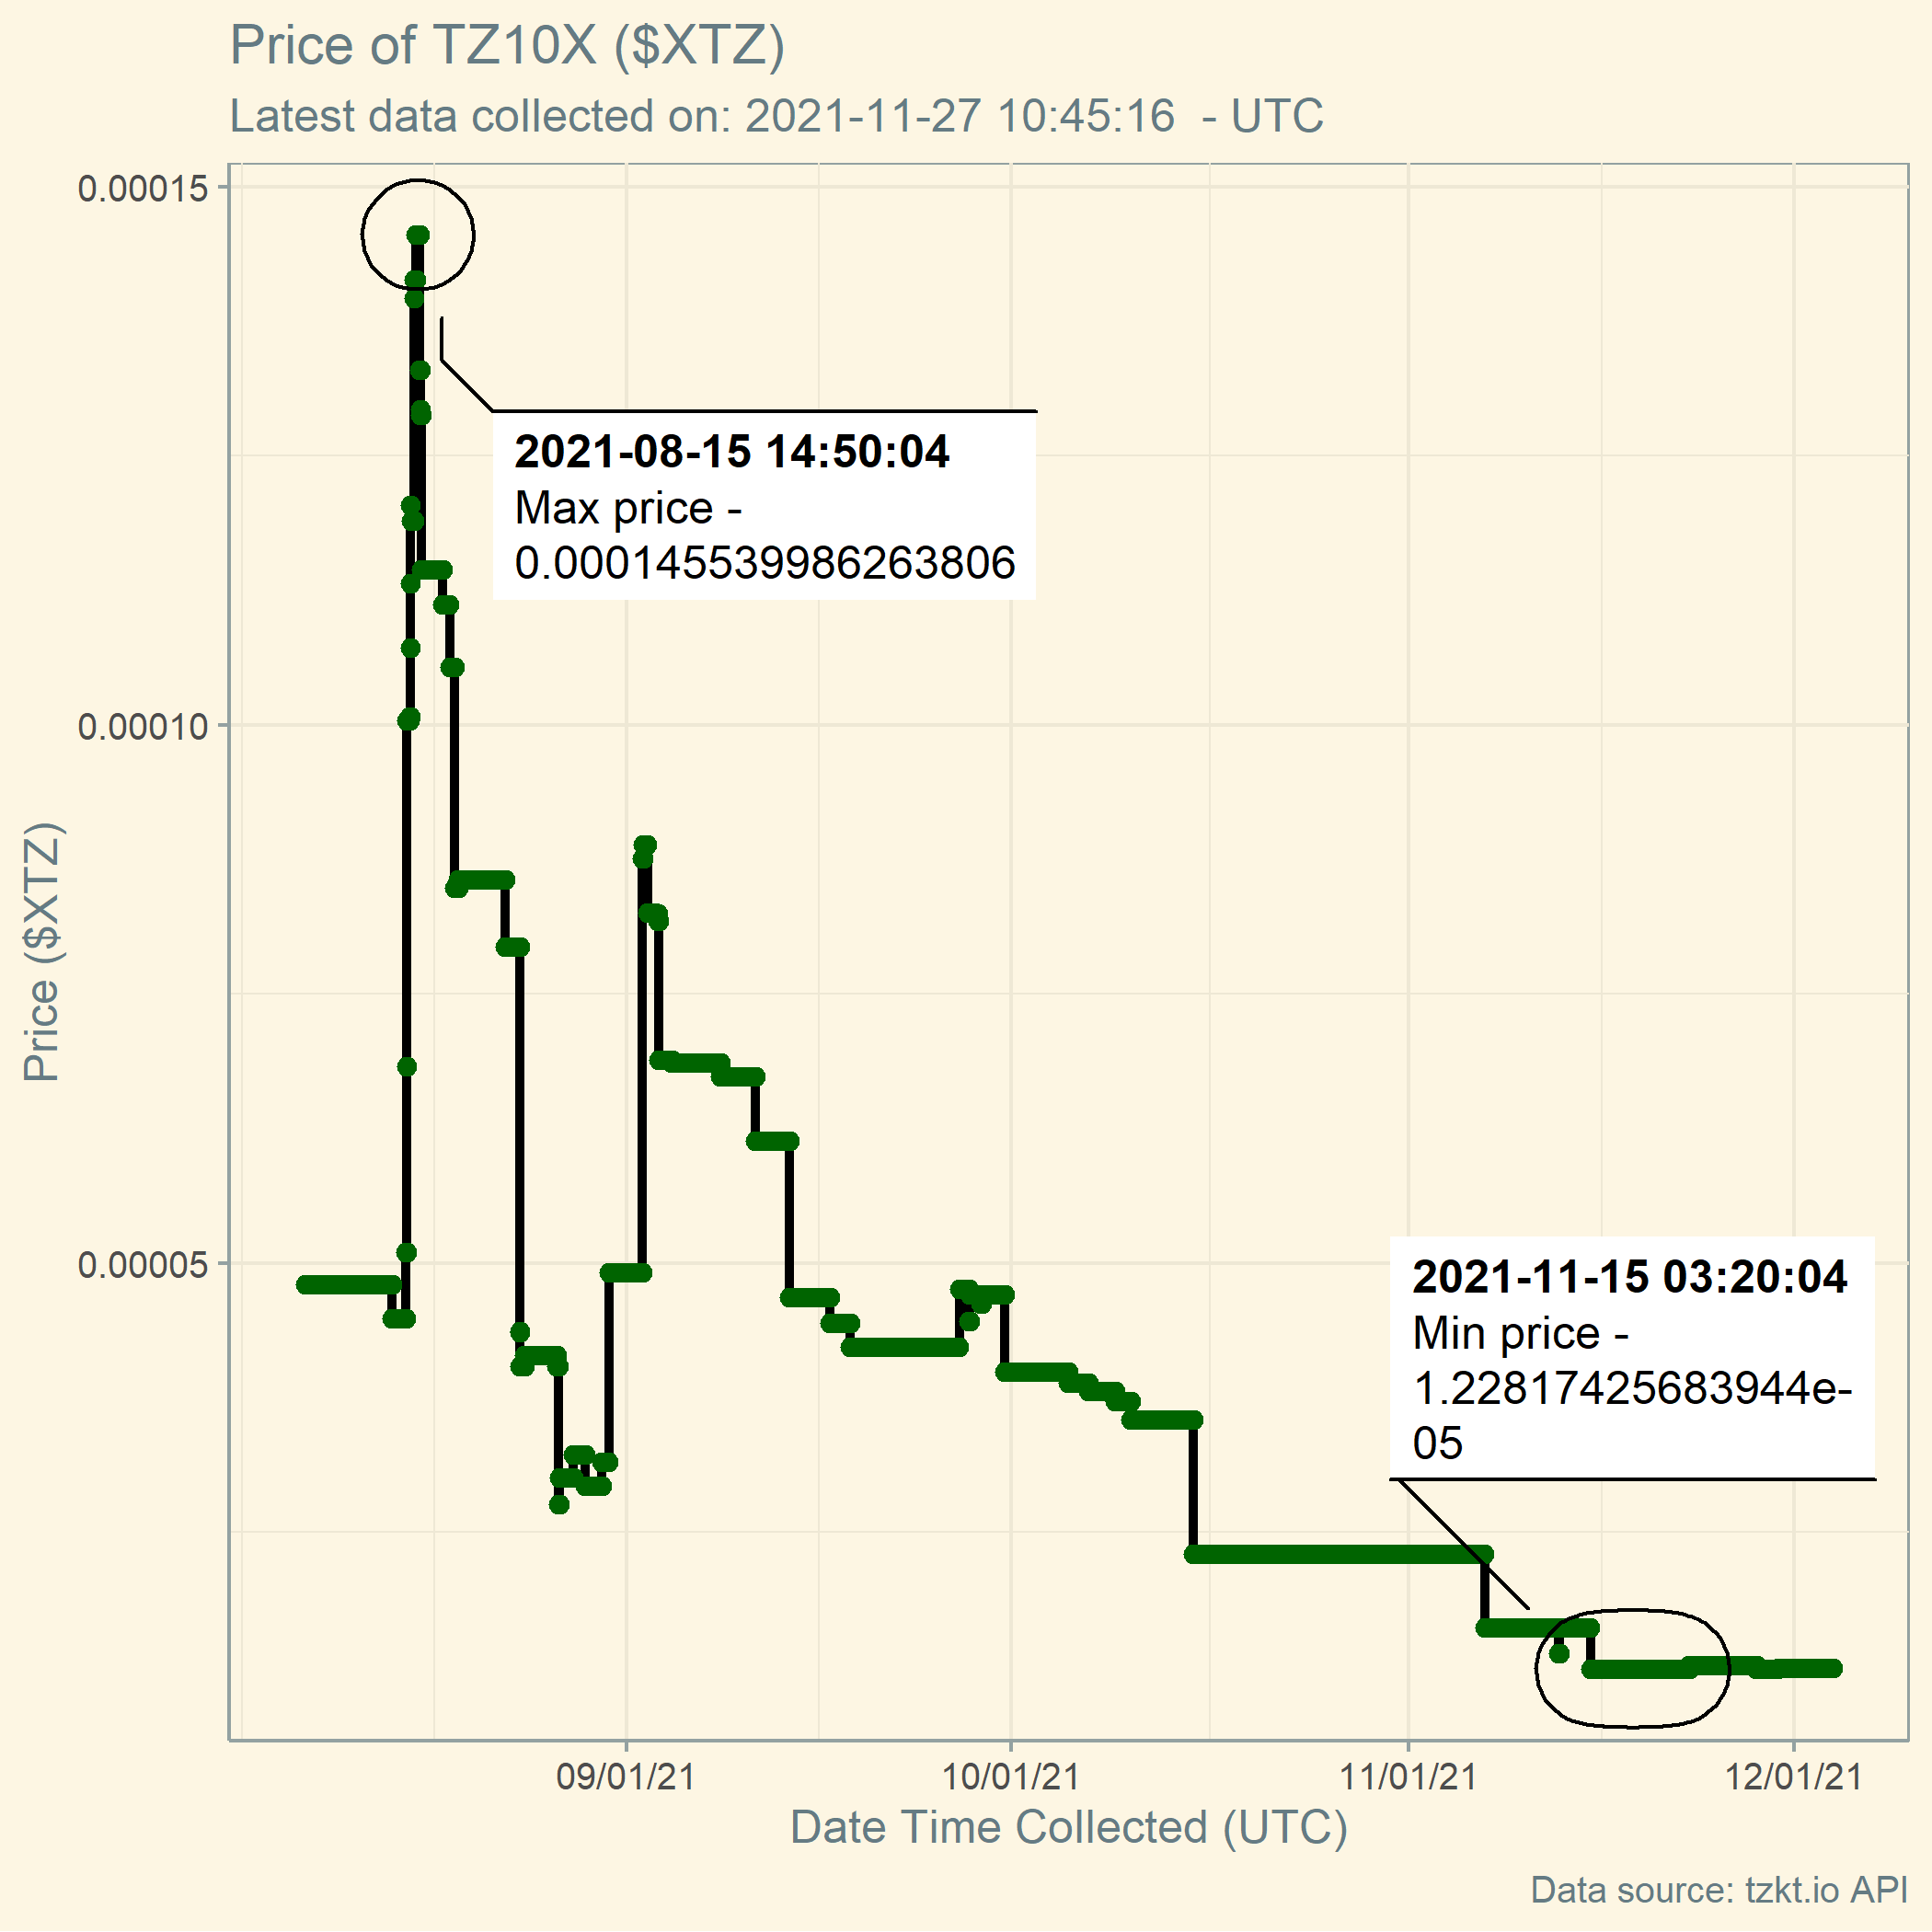 Price of TZ10X ($XTZ)
Latest data collected on: 2021-11-27 10:45:16  - UTC
0.00015
0.00010
0.00005
Price ($XTZ)
2021-08-15 14:50:04
Max price -
0.000145539986263806
2021-11-15 03:20:04
Min price -
1.22817425683944e-
05
09/01/21
10/01/21
11/01/21
12/01/21
Date Time Collected (UTC)
Data source: tzkt.io API